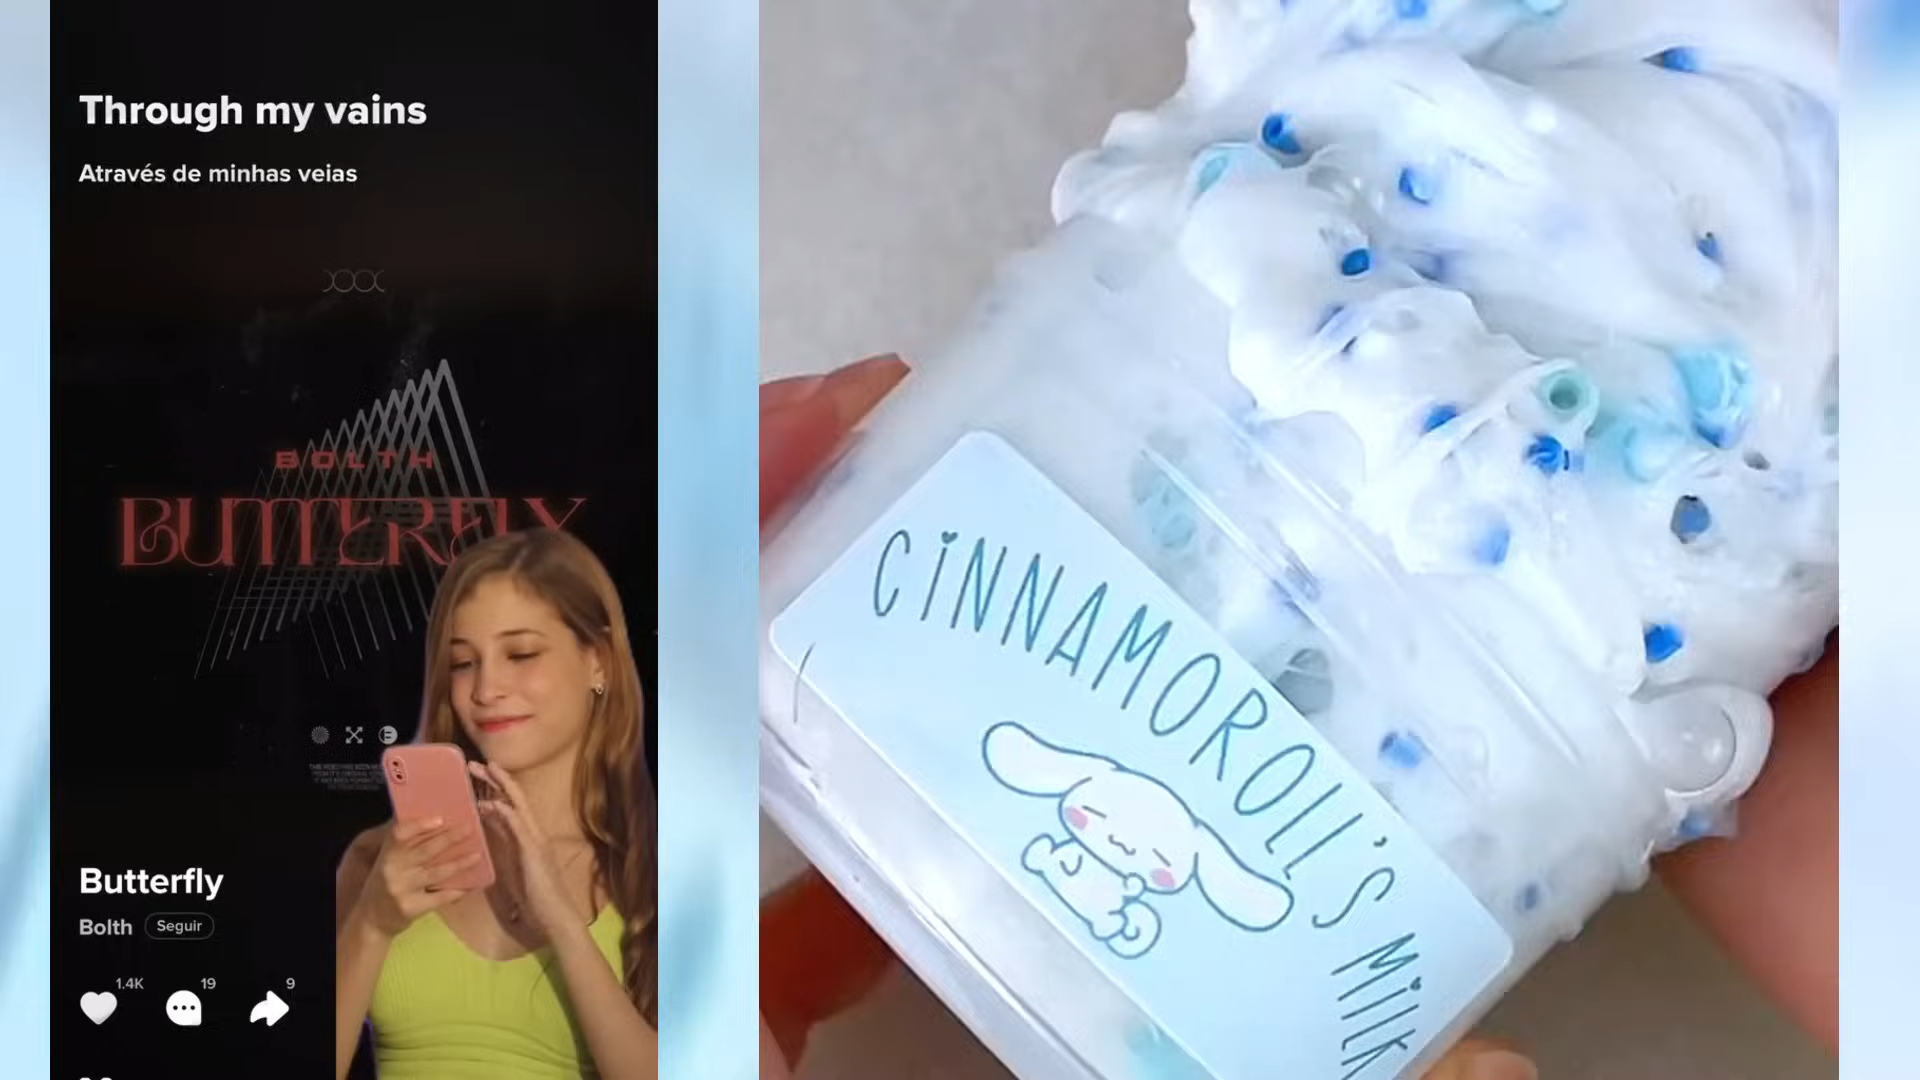 Through my vains
Através de minhas veias
BOLTH
BUTTERFLY
Butterfly
Bolth
Seguir
1.4K
19
9
CiNNAMOROLL'S MiLK